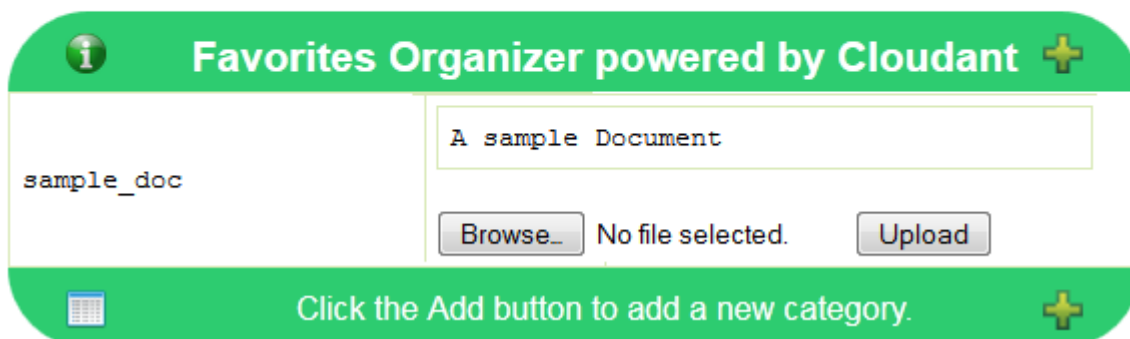 Favorites Organizer powered by Cloudant
A sample Document
sample_doc
Browse_ No file selected. Upload
Click the Add button to add a new category.